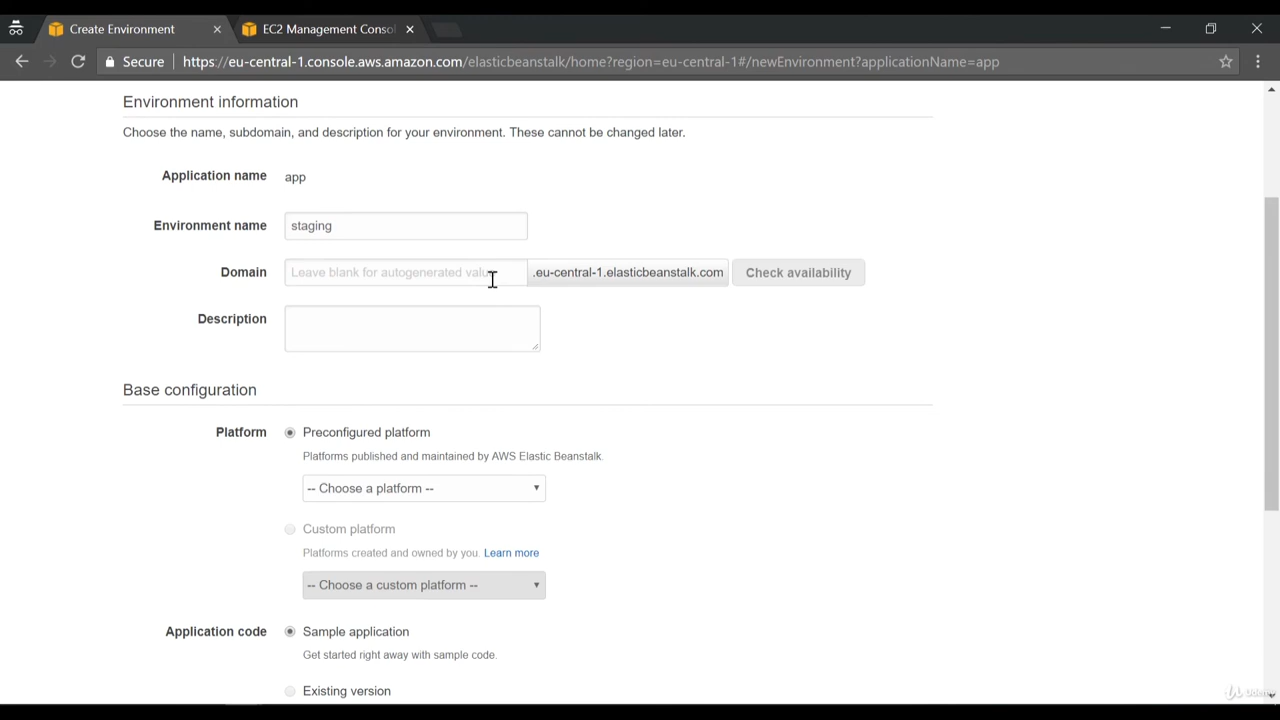 Create Environment
EC2 Management Conso
Secure https://eu-central-1.console.aws.amazon.com/elasticbeanstalk/home?region=eu-central-1#/newEnvironment?applicationName=app
Environment information
Choose the name, subdomain, and description for your environment. These cannot be changed later.
Application name app
Environment name staging
Domain Leave blank for autogenerated value .eu-central-1.elasticbeanstalk.com Check availability
Description
Base configuration
Platform Preconfigured platform
Platforms published and maintained by AWS Elastic Beanstalk.
-- Choose a platform --
Custom platform
Platforms created and owned by you. Learn more
-- Choose a custom platform --
Application code Sample application
Get started right away with sample code.
Existing version
Udemy